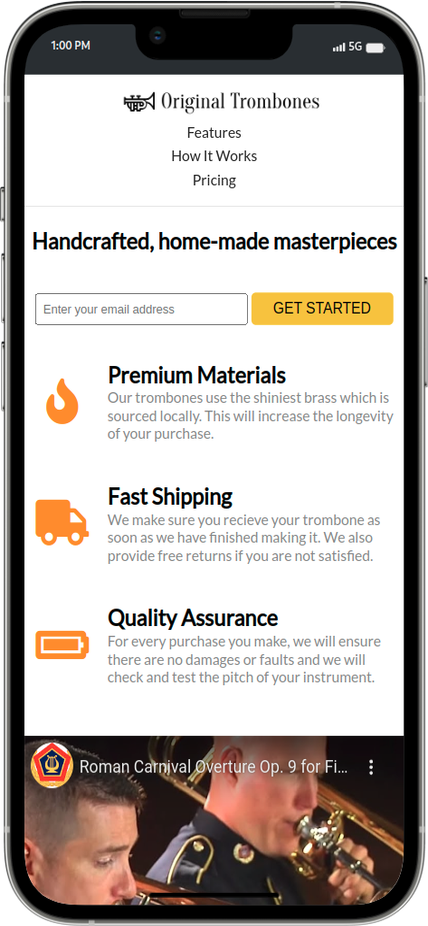 1:00 PM
5G
Original Trombones
Features
How It Works
Pricing
Handcrafted, home-made masterpieces
Enter your email address
GET STARTED
Premium Materials
Our trombones use the shiniest brass which is
sourced locally. This will increase the longevity
of your purchase.
Fast Shipping
We make sure you recieve your trombone as
soon as we have finished making it. We also
provide free returns if you are not satisfied.
Quality Assurance
For every purchase you make, we will ensure
there are no damages or faults and we will
check and test the pitch of your instrument.
Roman Carnival Overture Op. 9 for Fi...